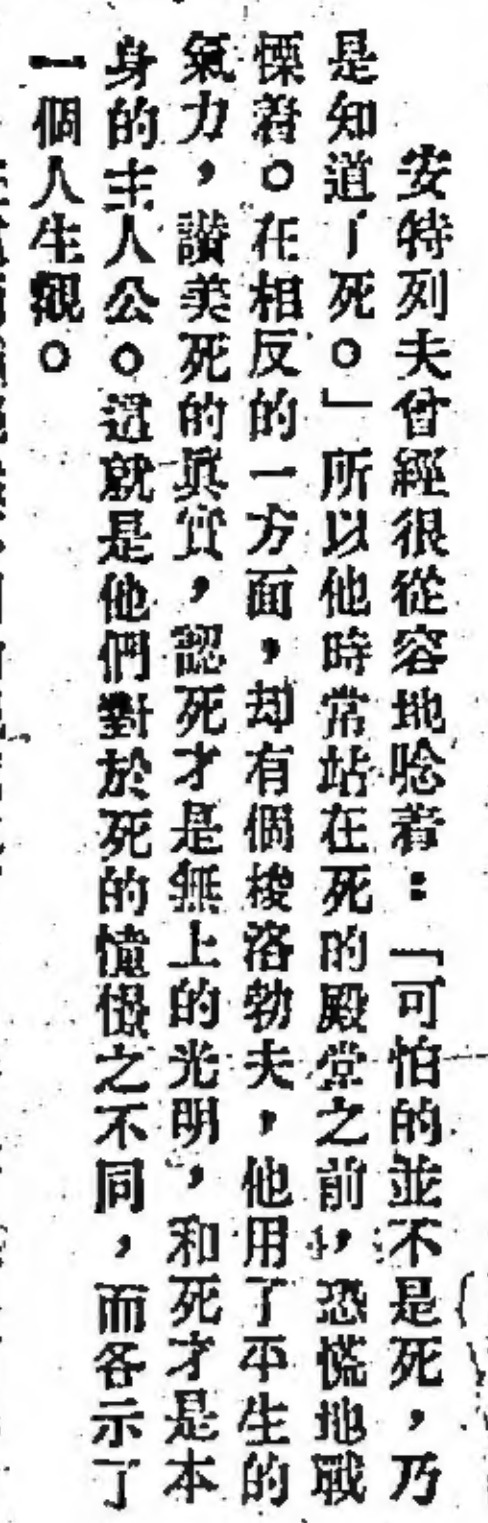 安特列夫曾經很從容地唸着：「可怕的並不是死，乃
是知道了死。」所以他時常站在死的殿堂之前，恐慌地戰
慄着。在相反的一方面，却有個梭洛勃夫，他用了平生的
氣力，讚美死的眞實，認死才是無上的光明，和死才是本
身的主人公。這就是他們對於死的憧憬之不同，而各示了
一個人生觀。